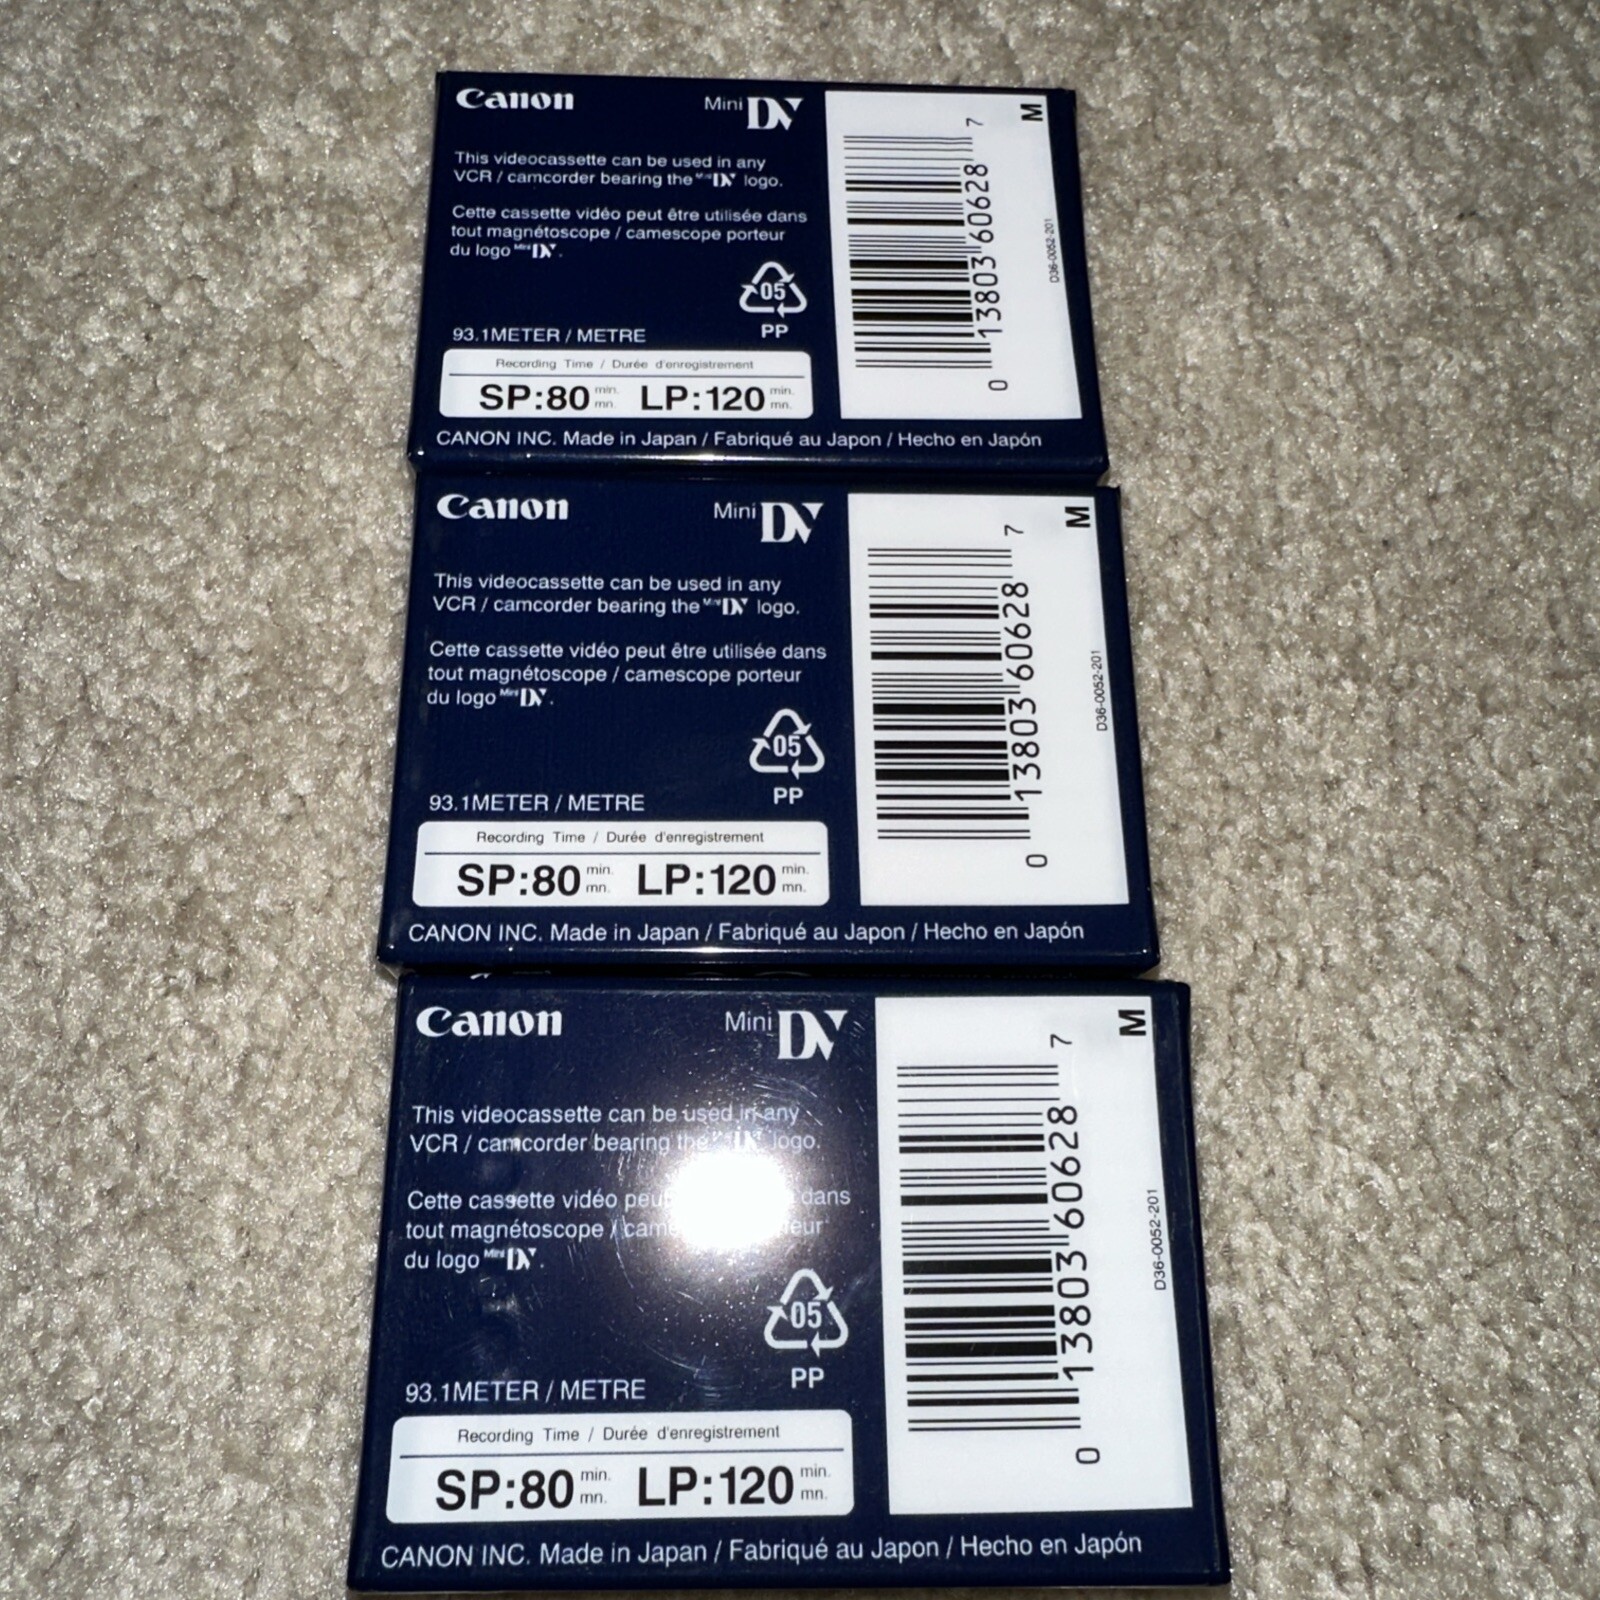 Canon
Mini DV
This videocassette can be used in any
VCR / camcorder bearing the Mini DV logo.
Cette cassette vidéo peut être utilisée dans
tout magnétoscope / camescope porteur
du logo Mini DV.
05
PP
93.1METER / METRE
Recording Time / Durée d'enregistrement
SP:80 min. mn. LP:120 min. mn.
CANON INC. Made in Japan / Fabriqué au Japon / Hecho en Japón
0 13803 60628 7
M
D36-0052-201
Canon
Mini DV
This videocassette can be used in any
VCR / camcorder bearing the Mini DV logo.
Cette cassette vidéo peut être utilisée dans
tout magnétoscope / camescope porteur
du logo Mini DV.
05
PP
93.1METER / METRE
Recording Time / Durée d'enregistrement
SP:80 min. mn. LP:120 min. mn.
CANON INC. Made in Japan / Fabriqué au Japon / Hecho en Japón
0 13803 60628 7
M
D36-0052-201
Canon
Mini DV
This videocassette can be used in any
VCR / camcorder bearing the logo.
Cette cassette vidéo dans
tout magnétoscope /
du logo Mini DV.
05
PP
93.1METER / METRE
Recording Time / Durée d'enregistrement
SP:80 min. mn. LP:120 min. mn.
CANON INC. Made in Japan / Fabriqué au Japon / Hecho en Japón
0 13803 60628 7
M
D36-0052-201